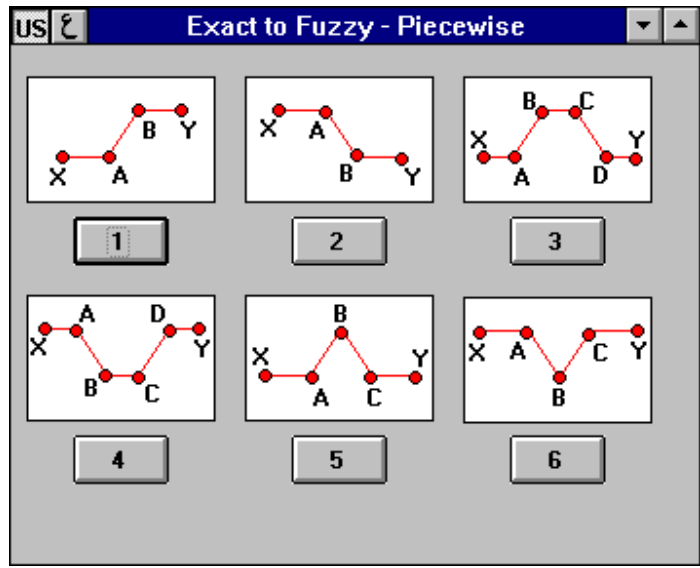 US ع Exact to Fuzzy - Piecewise
X A B Y
X A B Y
X A B C D Y
1
2
3
X A B C D Y
X A B C Y
X A B C Y
4
5
6